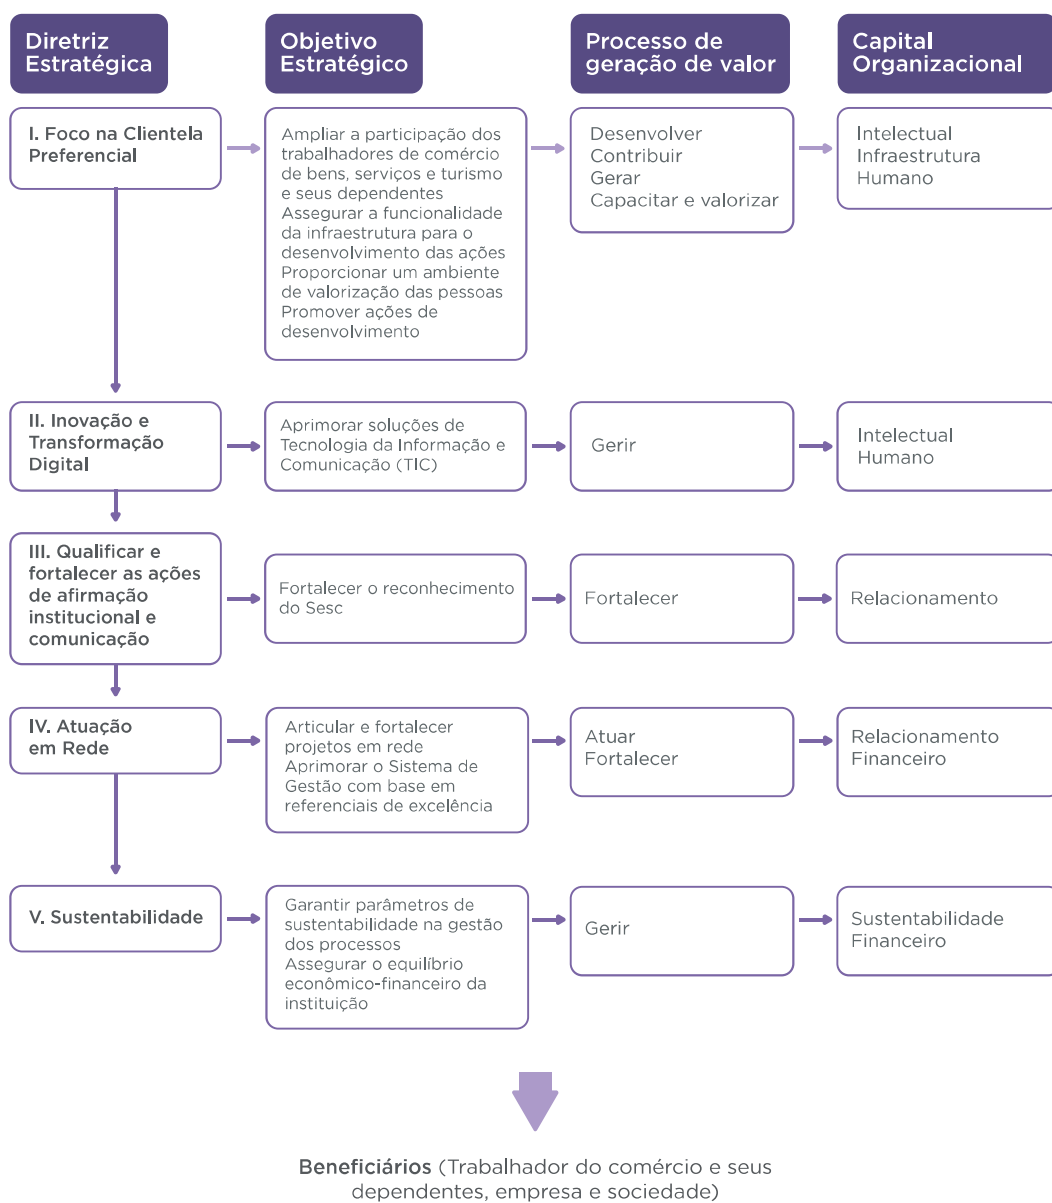 Diretriz
Estratégica
Objetivo
Estratégico
Processo de
geração de valor
Capital
Organizacional
I. Foco na Clientela
Preferencial
Ampliar a participação dos
trabalhadores de comércio
de bens, serviços e turismo
e seus dependentes
Assegurar a funcionalidade
da infraestrutura para o
desenvolvimento das ações
Proporcionar um ambiente
de valorização das pessoas
Promover ações de
desenvolvimento
Desenvolver
Contribuir
Gerar
Capacitar e valorizar
Intelectual
Infraestrutura
Humano
II. Inovação e
Transformação
Digital
Aprimorar soluções de
Tecnologia da Informação e
Comunicação (TIC)
Gerir
Intelectual
Humano
III. Qualificar e
fortalecer as ações
de afirmação
institucional e
comunicação
Fortalecer o reconhecimento
do Sesc
Fortalecer
Relacionamento
IV. Atuação
em Rede
Articular e fortalecer
projetos em rede
Aprimorar o Sistema de
Gestão com base em
referenciais de excelência
Atuar
Fortalecer
Relacionamento
Financeiro
V. Sustentabilidade
Garantir parâmetros de
sustentabilidade na gestão
dos processos
Assegurar o equilíbrio
econômico-financeiro da
instituição
Gerir
Sustentabilidade
Financeiro
Beneficiários (Trabalhador do comércio e seus
dependentes, empresa e sociedade)